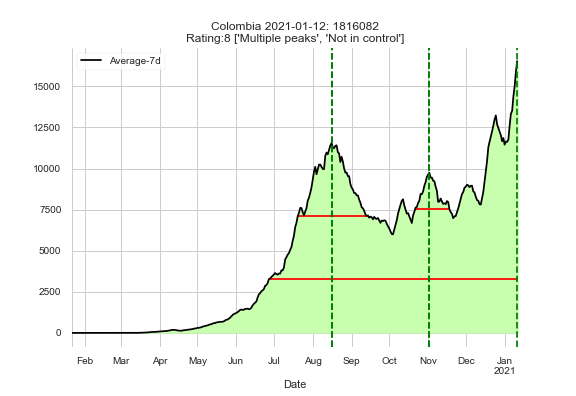 Colombia 2021-01-12: 1816082
Rating:8 ['Multiple peaks', 'Not in control']
Average-7d
15000
12500
10000
7500
5000
2500
0
Feb Mar Apr May Jun Jul Aug Sep Oct Nov Dec Jan
2021
Date